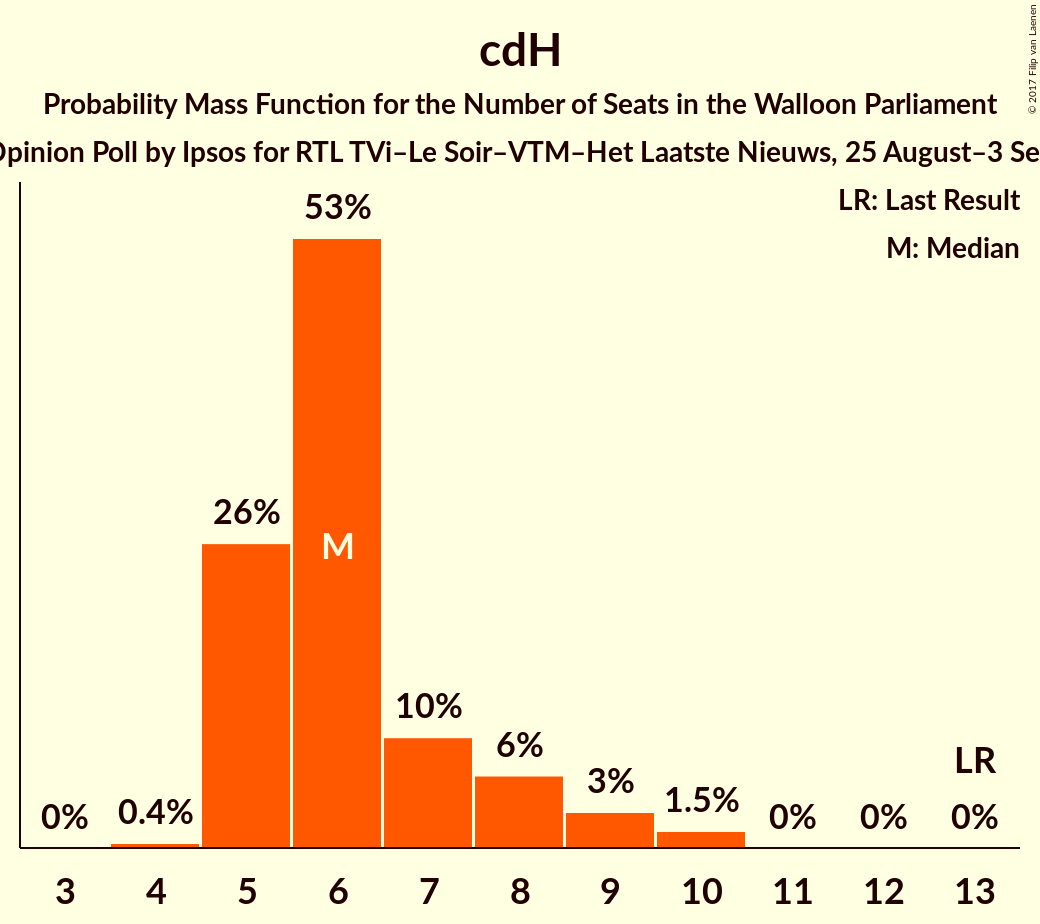 cdH
Probability Mass Function for the Number of Seats in the Walloon Parliament
Opinion Poll by Ipsos for RTL TVi–Le Soir–VTM–Het Laatste Nieuws, 25 August–3 Se
© 2017 Filip van Laenen
LR: Last Result
M: Median
53%
26%
M
10%
6%
3%
1.5%
LR
0%
0.4%
0%
0%
0%
3 4 5 6 7 8 9 10 11 12 13